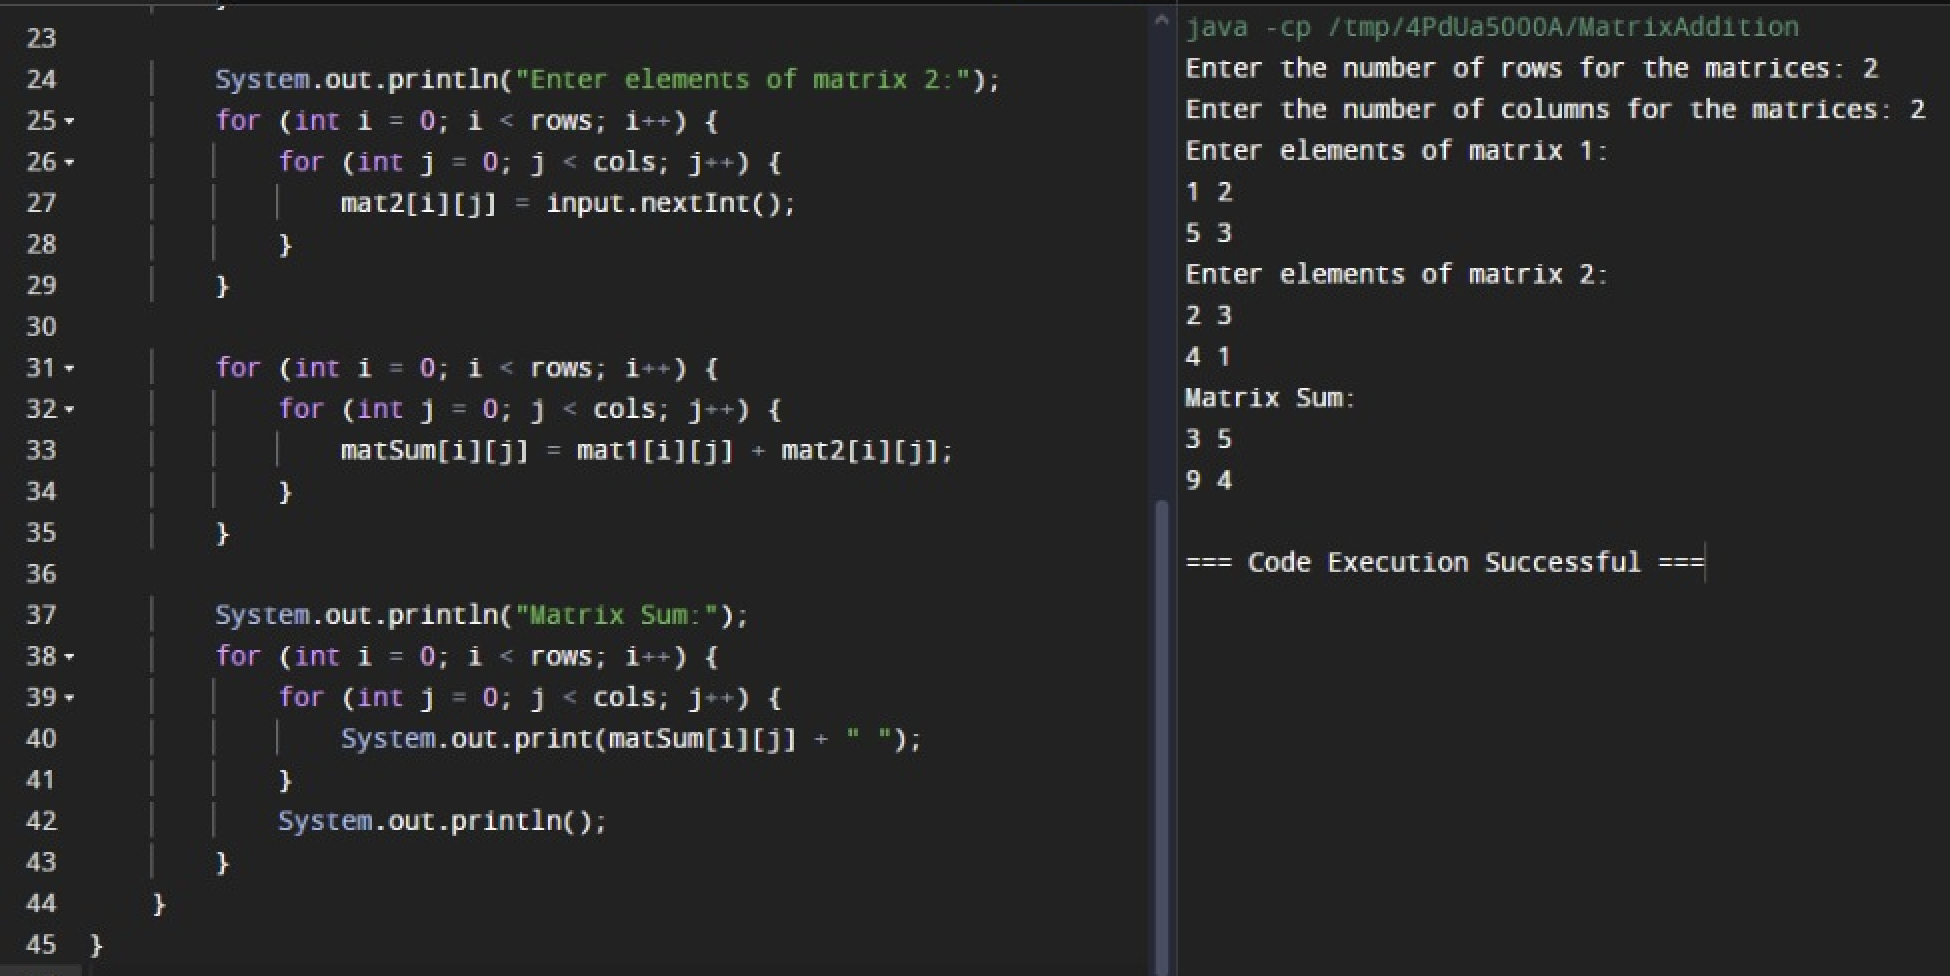 23
24 System.out.println("Enter elements of matrix 2:");
25 for (int i = 0; i < rows; i++) {
26 for (int j = 0; j < cols; j++) {
27 mat2[i][j] = input.nextInt();
28 }
29 }
30
31 for (int i = 0; i < rows; i++) {
32 for (int j = 0; j < cols; j++) {
33 matSum[i][j] = mat1[i][j] + mat2[i][j];
34 }
35 }
36
37 System.out.println("Matrix Sum:");
38 for (int i = 0; i < rows; i++) {
39 for (int j = 0; j < cols; j++) {
40 System.out.print(matSum[i][j] + " ");
41 }
42 System.out.println();
43 }
44 }
45 }
java -cp /tmp/4PdUa5000A/MatrixAddition
Enter the number of rows for the matrices: 2
Enter the number of columns for the matrices: 2
Enter elements of matrix 1:
1 2
5 3
Enter elements of matrix 2:
2 3
4 1
Matrix Sum:
3 5
9 4
=== Code Execution Successful ===